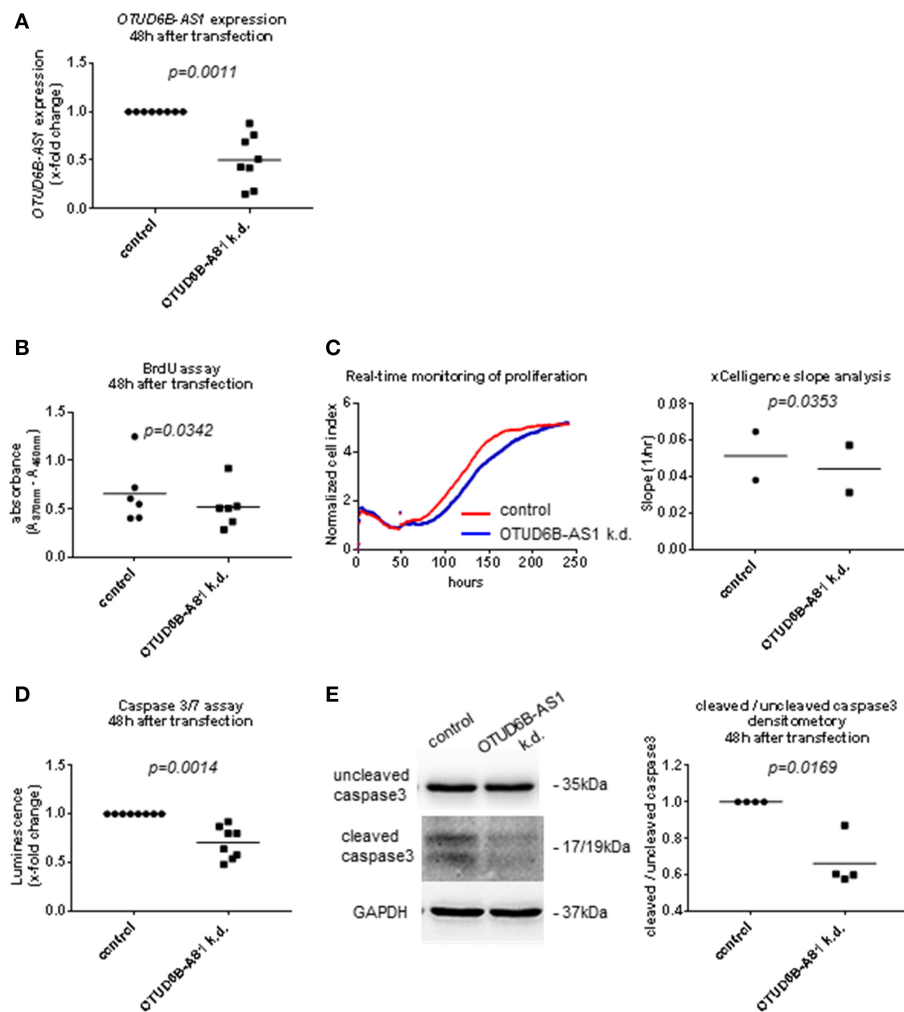 A
OTUD6B-AS1 expression
48h after transfection
OTUD6B-AS1 expression
(x-fold change)
p=0.0011
1.5
1.0
0.5
0.0
control
OTUD6B-AS1 k.d.
B
BrdU assay
48h after transfection
absorbance
(A370nm - A450nm)
p=0.0342
1.5
1.0
0.5
0.0
control
OTUD6B-AS1 k.d.
C
Real-time monitoring of proliferation
Normalized cell index
6
4
2
0
control
OTUD6B-AS1 k.d.
0 50 100 150 200 250
hours
xCelligence slope analysis
p=0.0353
Slope (1/hr)
0.08
0.06
0.04
0.02
0.00
control
OTUD6B-AS1 k.d.
D
Caspase 3/7 assay
48h after transfection
p=0.0014
Luminescence
(x-fold change)
1.5
1.0
0.5
0.0
control
OTUD6B-AS1 k.d.
E
control
OTUD6B-AS1
k.d.
uncleaved
caspase3
- 35kDa
cleaved
caspase3
- 17/19kDa
GAPDH
- 37kDa
cleaved / uncleaved caspase3
densitometory
48h after transfection
p=0.0169
cleaved / uncleaved caspase3
1.2
1.0
0.8
0.6
0.4
control
OTUD6B-AS1 k.d.